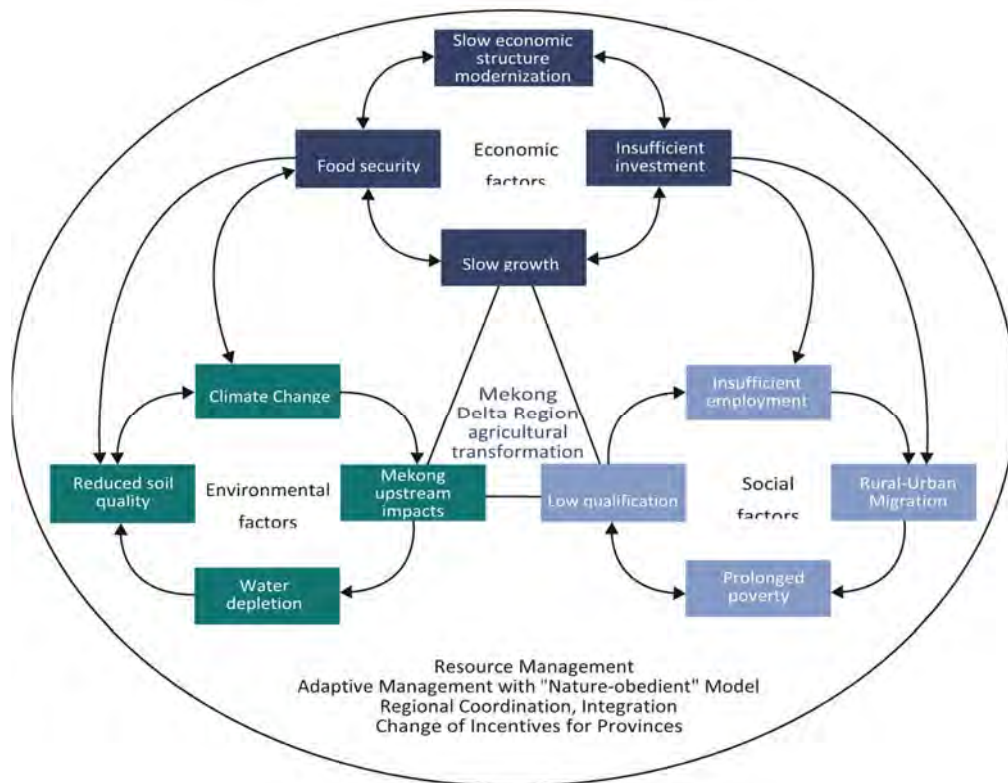 Slow economic
structure
modernization
Food security
Economic
factors
Insufficient
investment
Slow growth
Climate Change
Mekong
Delta Region
agricultural
transformation
Insufficient
employment
Reduced soil
quality
Environmental
factors
Mekong
upstream
impacts
Low qualification
Social
factors
Rural-Urban
Migration
Water
depletion
Prolonged
poverty
Resource Management
Adaptive Management with "Nature-obedient" Model
Regional Coordination, Integration
Change of Incentives for Provinces